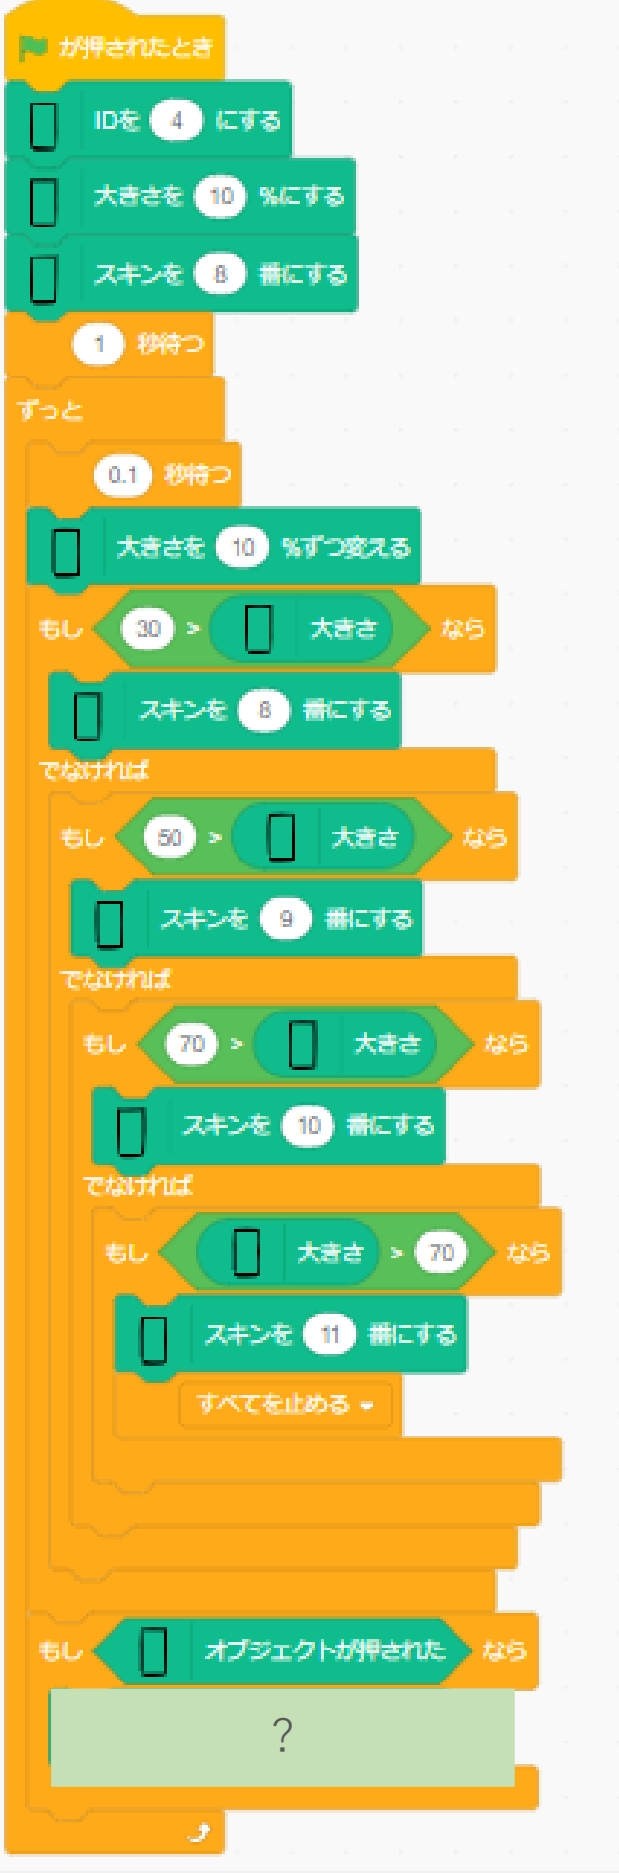 が押されたとき
IDを 4 にする
大きさを 10 %にする
スキンを 8 番にする
1 秒待つ
ずっと
0.1 秒待つ
大きさを 10 %ずつ変える
もし 30 > 大きさ なら
スキンを 8 番にする
でなければ
もし 50 > 大きさ なら
スキンを 9 番にする
でなければ
もし 70 > 大きさ なら
スキンを 10 番にする
でなければ
もし 大きさ > 70 なら
スキンを 11 番にする
すべてを止める
もし オブジェクトが押された なら
?